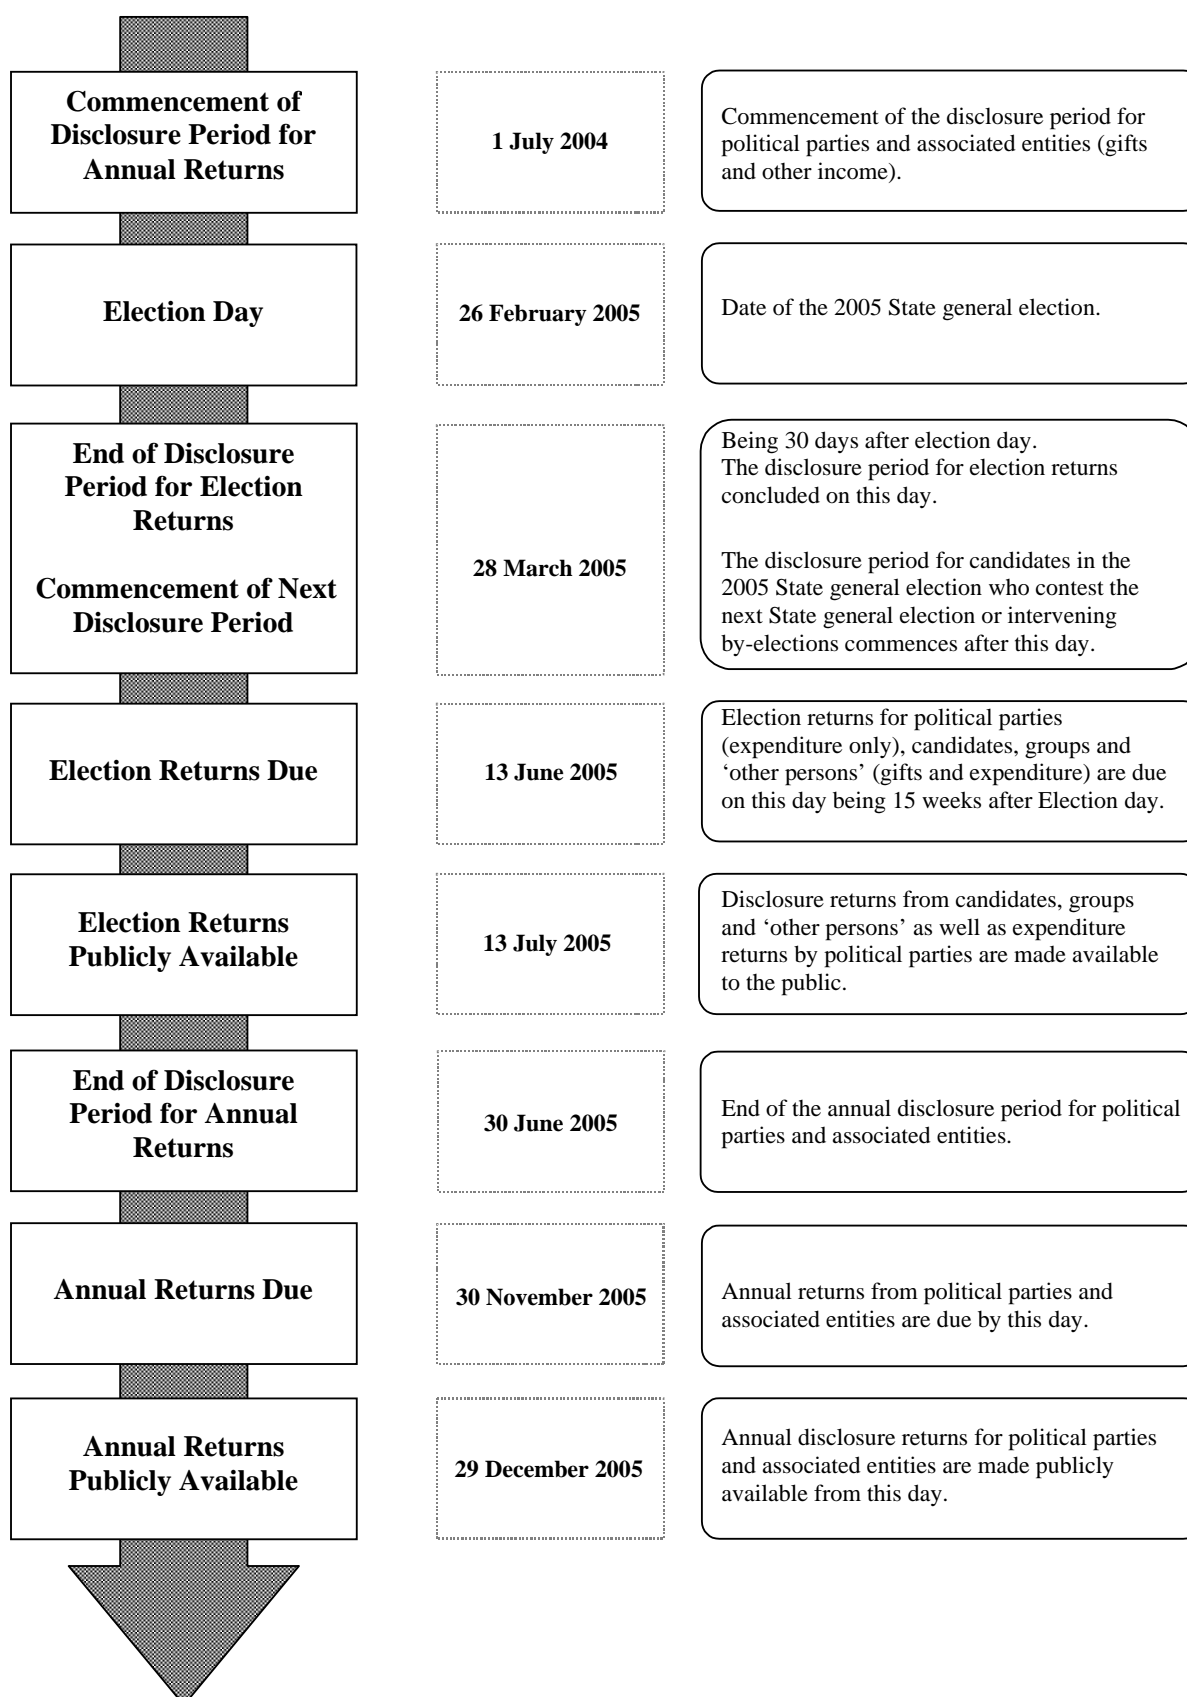 Commencement of
Disclosure Period for
Annual Returns
1 July 2004
Commencement of the disclosure period for
political parties and associated entities (gifts
and other income).
Election Day
26 February 2005
Date of the 2005 State general election.
End of Disclosure
Period for Election
Returns
Commencement of Next
Disclosure Period
28 March 2005
Being 30 days after election day.
The disclosure period for election returns
concluded on this day.
The disclosure period for candidates in the
2005 State general election who contest the
next State general election or intervening
by-elections commences after this day.
Election Returns Due
13 June 2005
Election returns for political parties
(expenditure only), candidates, groups and
‘other persons’ (gifts and expenditure) are due
on this day being 15 weeks after Election day.
Election Returns
Publicly Available
13 July 2005
Disclosure returns from candidates, groups
and ‘other persons’ as well as expenditure
returns by political parties are made available
to the public.
End of Disclosure
Period for Annual
Returns
30 June 2005
End of the annual disclosure period for political
parties and associated entities.
Annual Returns Due
30 November 2005
Annual returns from political parties and
associated entities are due by this day.
Annual Returns
Publicly Available
29 December 2005
Annual disclosure returns for political parties
and associated entities are made publicly
available from this day.